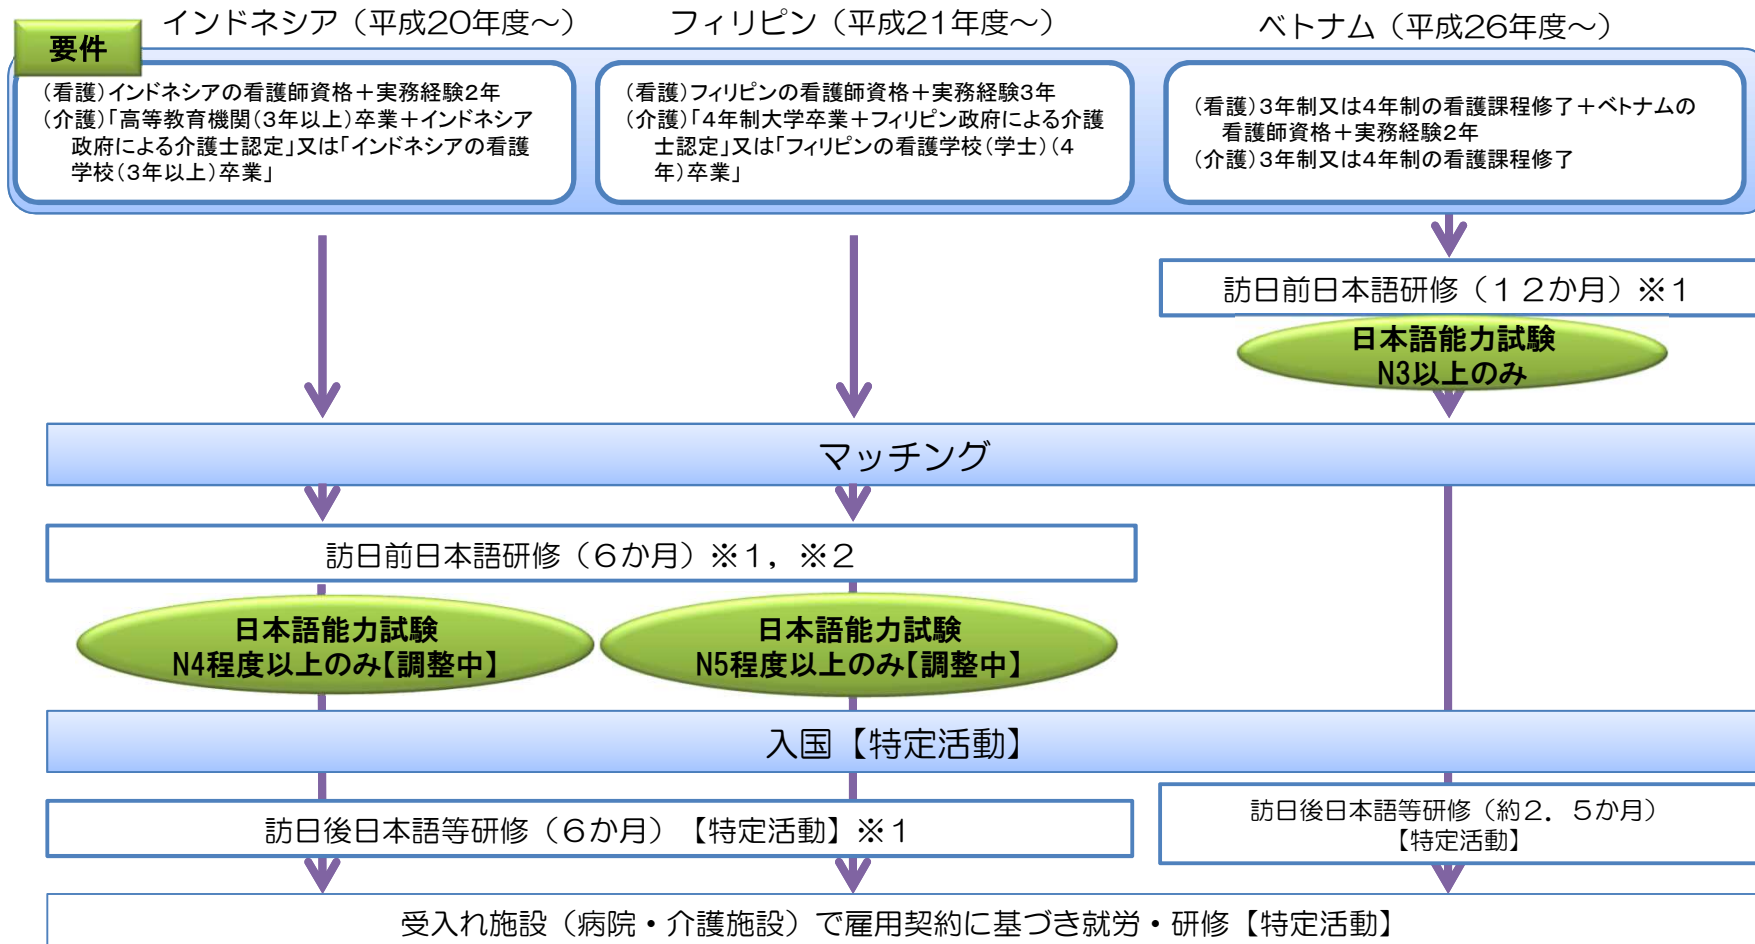 インドネシア（平成20年度～）
フィリピン（平成21年度～）
ベトナム（平成26年度～）
要件
（看護）インドネシアの看護師資格＋実務経験2年
（介護）「高等教育機関（3年以上）卒業＋インドネシア
政府による介護士認定」又は「インドネシアの看護
学校（3年以上）卒業」
（看護）フィリピンの看護師資格＋実務経験3年
（介護）「4年制大学卒業＋フィリピン政府による介護
士認定」又は「フィリピンの看護学校（学士）（4
年）卒業」
（看護）3年制又は4年制の看護課程修了＋ベトナムの
看護師資格＋実務経験2年
（介護）3年制又は4年制の看護課程修了
訪日前日本語研修（１２か月）※１
日本語能力試験
N3以上のみ
マッチング
訪日前日本語研修（６か月）※１，※２
日本語能力試験
N4程度以上のみ【調整中】
日本語能力試験
N5程度以上のみ【調整中】
入国【特定活動】
訪日後日本語等研修（６か月）【特定活動】※１
訪日後日本語等研修（約２．５か月）
【特定活動】
受入れ施設（病院・介護施設）で雇用契約に基づき就労・研修【特定活動】